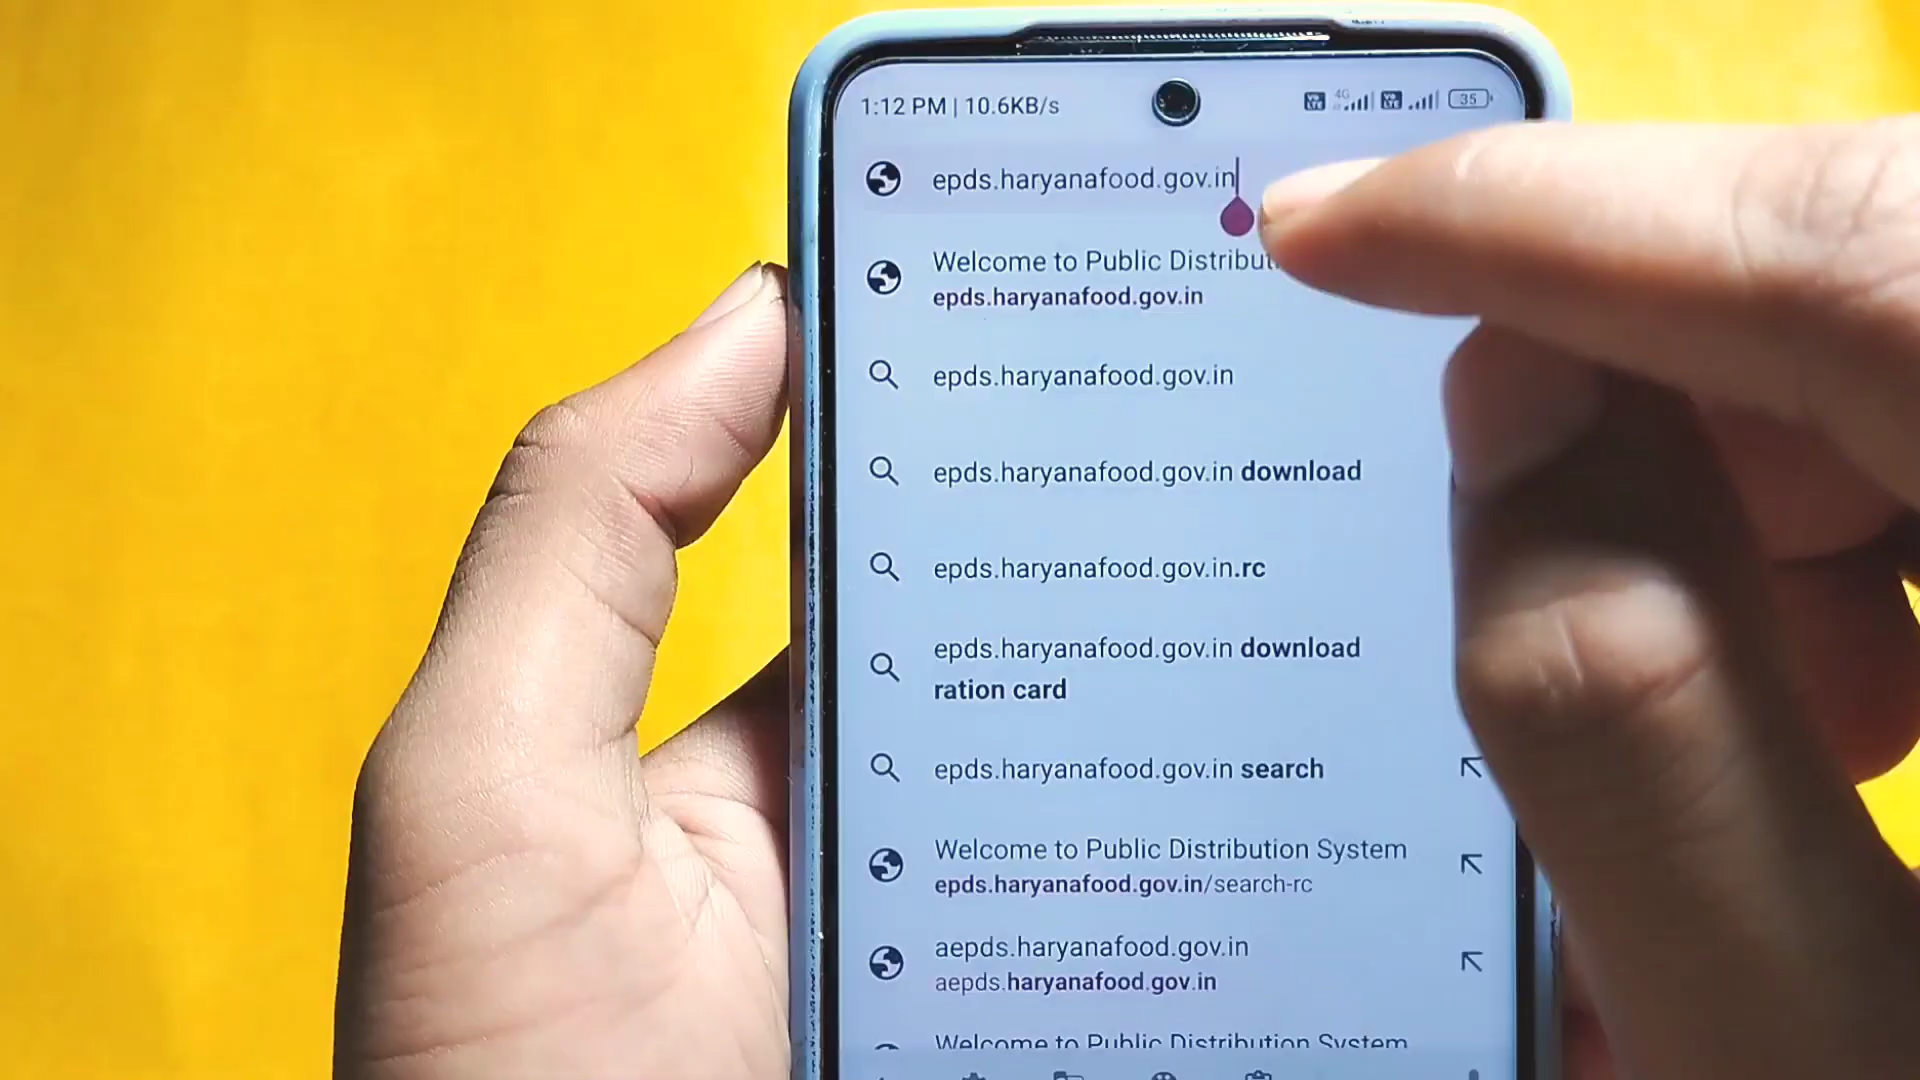 1:12 PM | 10.6KB/s
4G
35
epds.haryanafood.gov.in
Welcome to Public
epds.haryanafood.gov.in
epds.haryanafood.gov.in
epds.haryanafood.gov.in download
epds.haryanafood.gov.in.rc
epds.haryanafood.gov.in download
ration card
epds.haryanafood.gov.in search
Welcome to Public Distribution System
epds.haryanafood.gov.in/search-rc
aepds.haryanafood.gov.in
aepds.haryanafood.gov.in
Welcome to Public Distribution System